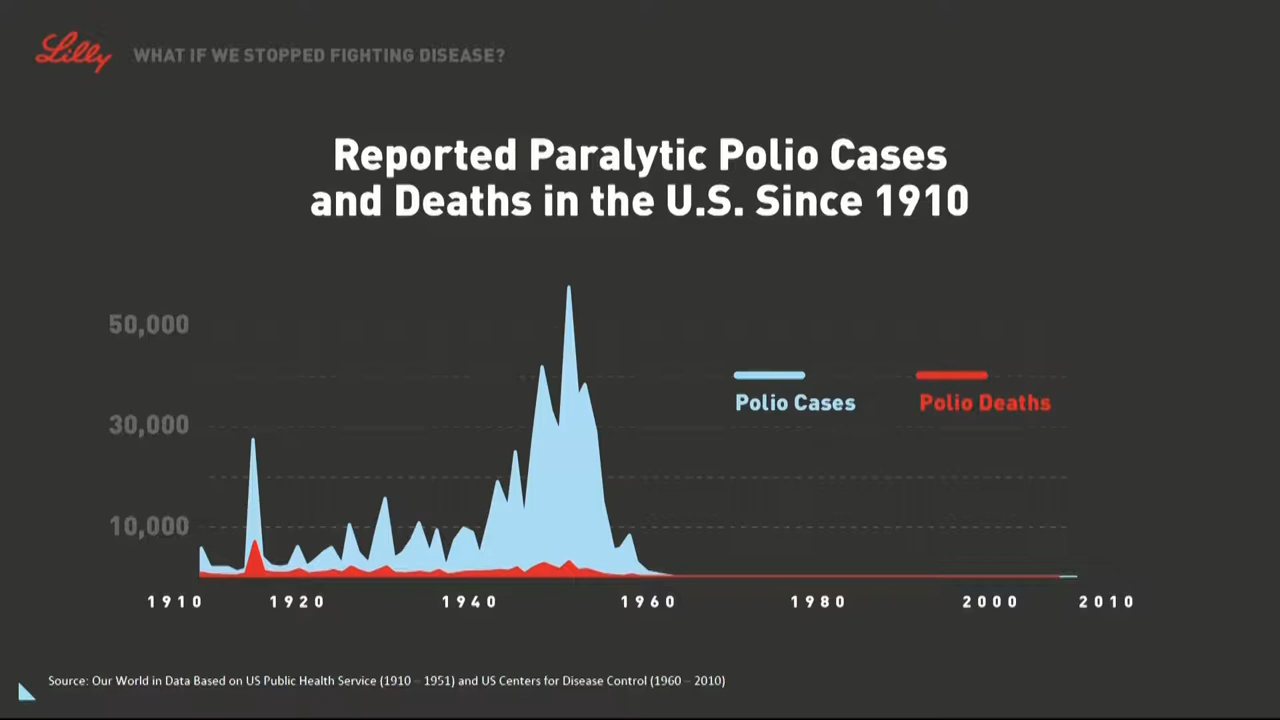 Lilly WHAT IF WE STOPPED FIGHTING DISEASE?
Reported Paralytic Polio Cases
and Deaths in the U.S. Since 1910
50,000
30,000
10,000
Polio Cases Polio Deaths
1910 1920 1940 1960 1980 2000 2010
Source: Our World in Data Based on US Public Health Service (1910 – 1951) and US Centers for Disease Control (1960 – 2010)